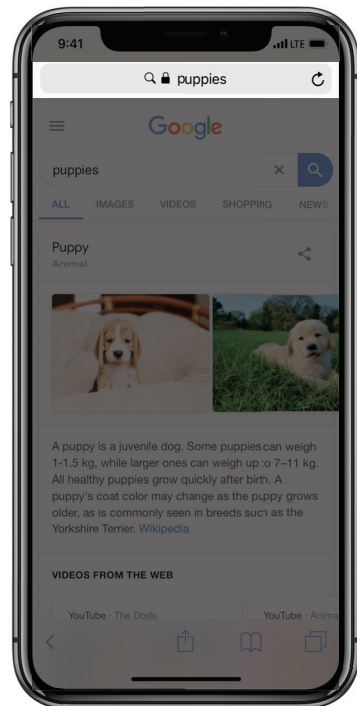 9:41
LTE
puppies
Google
puppies
ALL IMAGES VIDEOS SHOPPING NEWS
Puppy
Animal
A puppy is a juvenile dog. Some puppies can weigh
1-1.5 kg, while larger ones can weigh up to 7–11 kg.
All healthy puppies grow quickly after birth. A
puppy's coat color may change as the puppy grows
older, as is commonly seen in breeds such as the
Yorkshire Terrier. Wikipedia
VIDEOS FROM THE WEB
YouTube - The Dodo YouTube - Anima